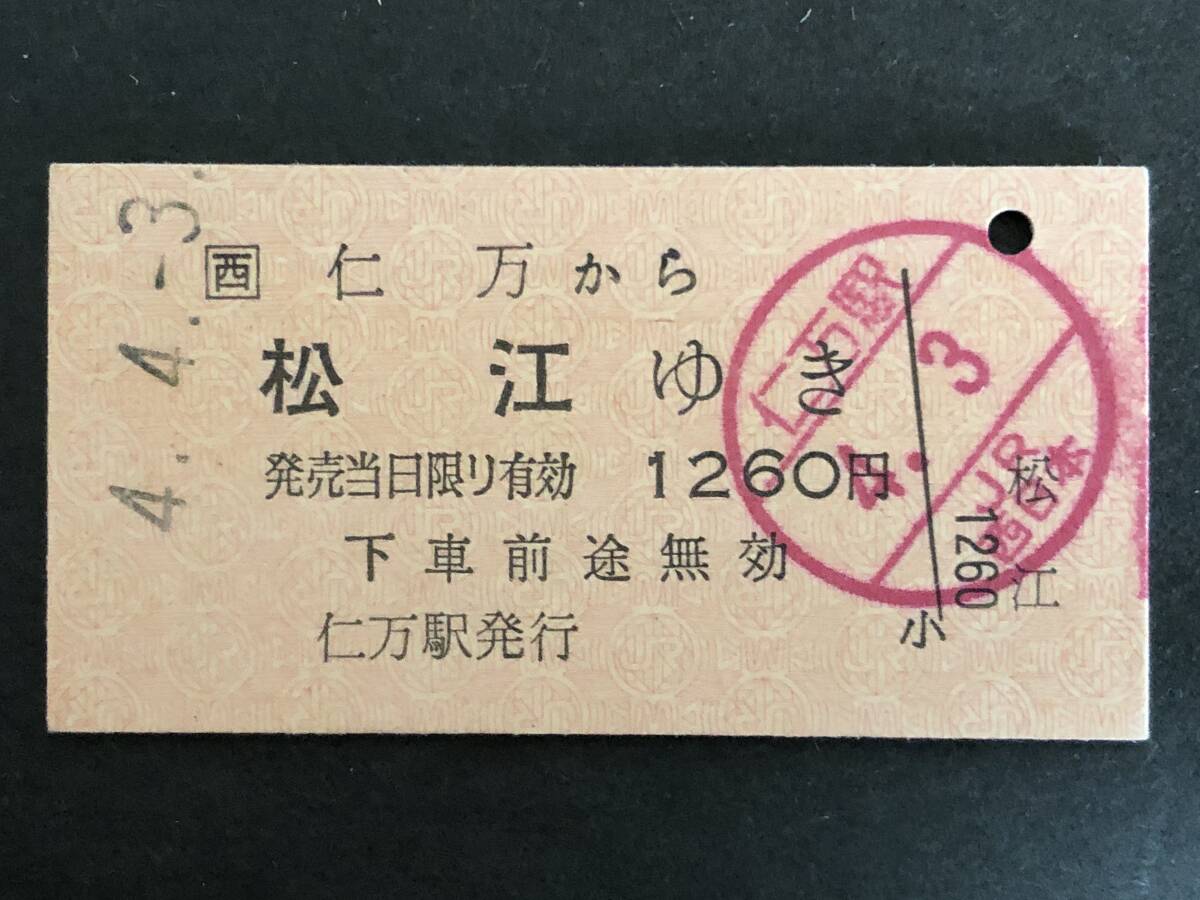 4.-4.-3
西 仁万から
松江ゆき
発売当日限り有効 1260円
下車前途無効
仁万駅発行
小
松江
1260
仁万駅
4. 3
JR西日本